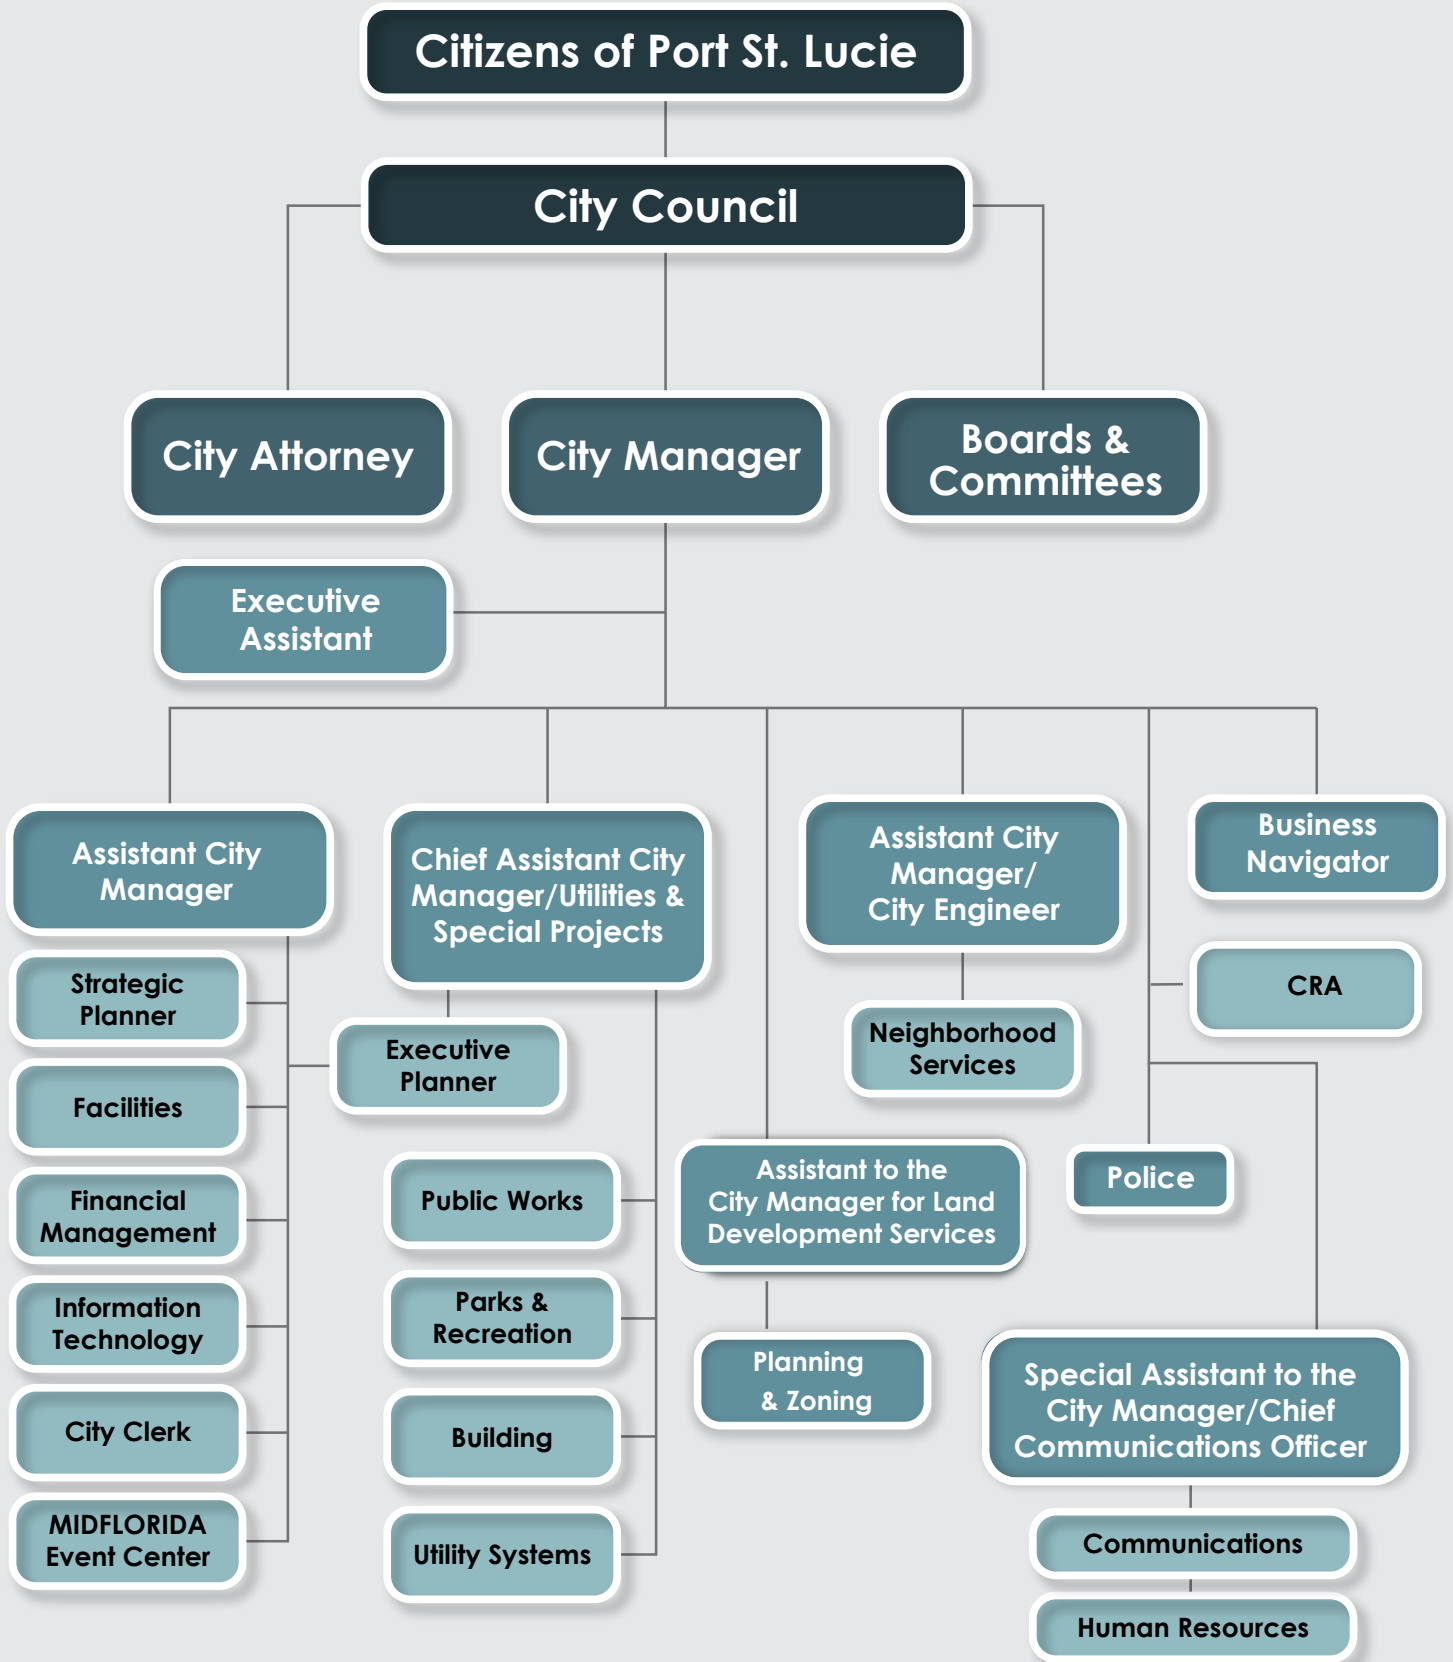 Citizens of Port St. Lucie
City Council
City Attorney
City Manager
Boards &
Committees
Executive
Assistant
Assistant City
Manager
Strategic
Planner
Facilities
Financial
Management
Information
Technology
City Clerk
MIDFLORIDA
Event Center
Chief Assistant City
Manager/Utilities &
Special Projects
Executive
Planner
Public Works
Parks &
Recreation
Building
Utility Systems
Assistant to the
City Manager for Land
Development Services
Planning
& Zoning
Assistant City
Manager/
City Engineer
Neighborhood
Services
Business
Navigator
CRA
Police
Special Assistant to the
City Manager/Chief
Communications Officer
Communications
Human Resources